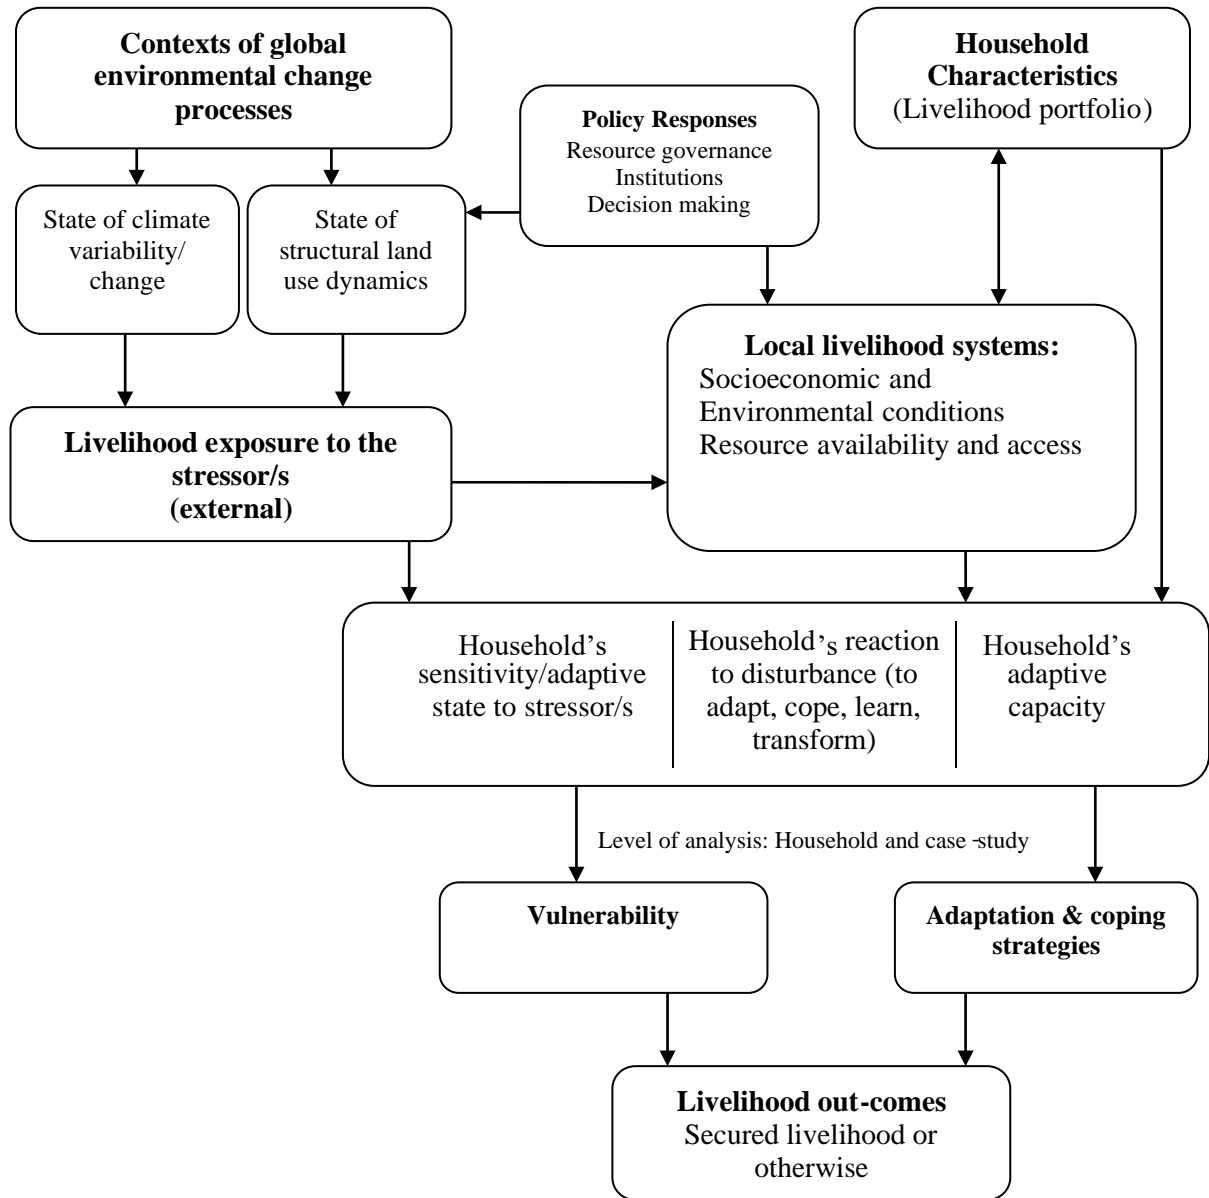 Contexts of global
environmental change
processes
Household
Characteristics
(Livelihood portfolio)
Policy Responses
Resource governance
Institutions
Decision making
State of climate
variability/
change
State of
structural land
use dynamics
Local livelihood systems:
Socioeconomic and
Environmental conditions
Resource availability and access
Livelihood exposure to the
stressor/s
(external)
Household's
sensitivity/adaptive
state to stressor/s
Household's reaction
to disturbance (to
adapt, cope, learn,
transform)
Household's
adaptive
capacity
Level of analysis: Household and case-study
Vulnerability
Adaptation & coping
strategies
Livelihood out-comes
Secured livelihood or
otherwise